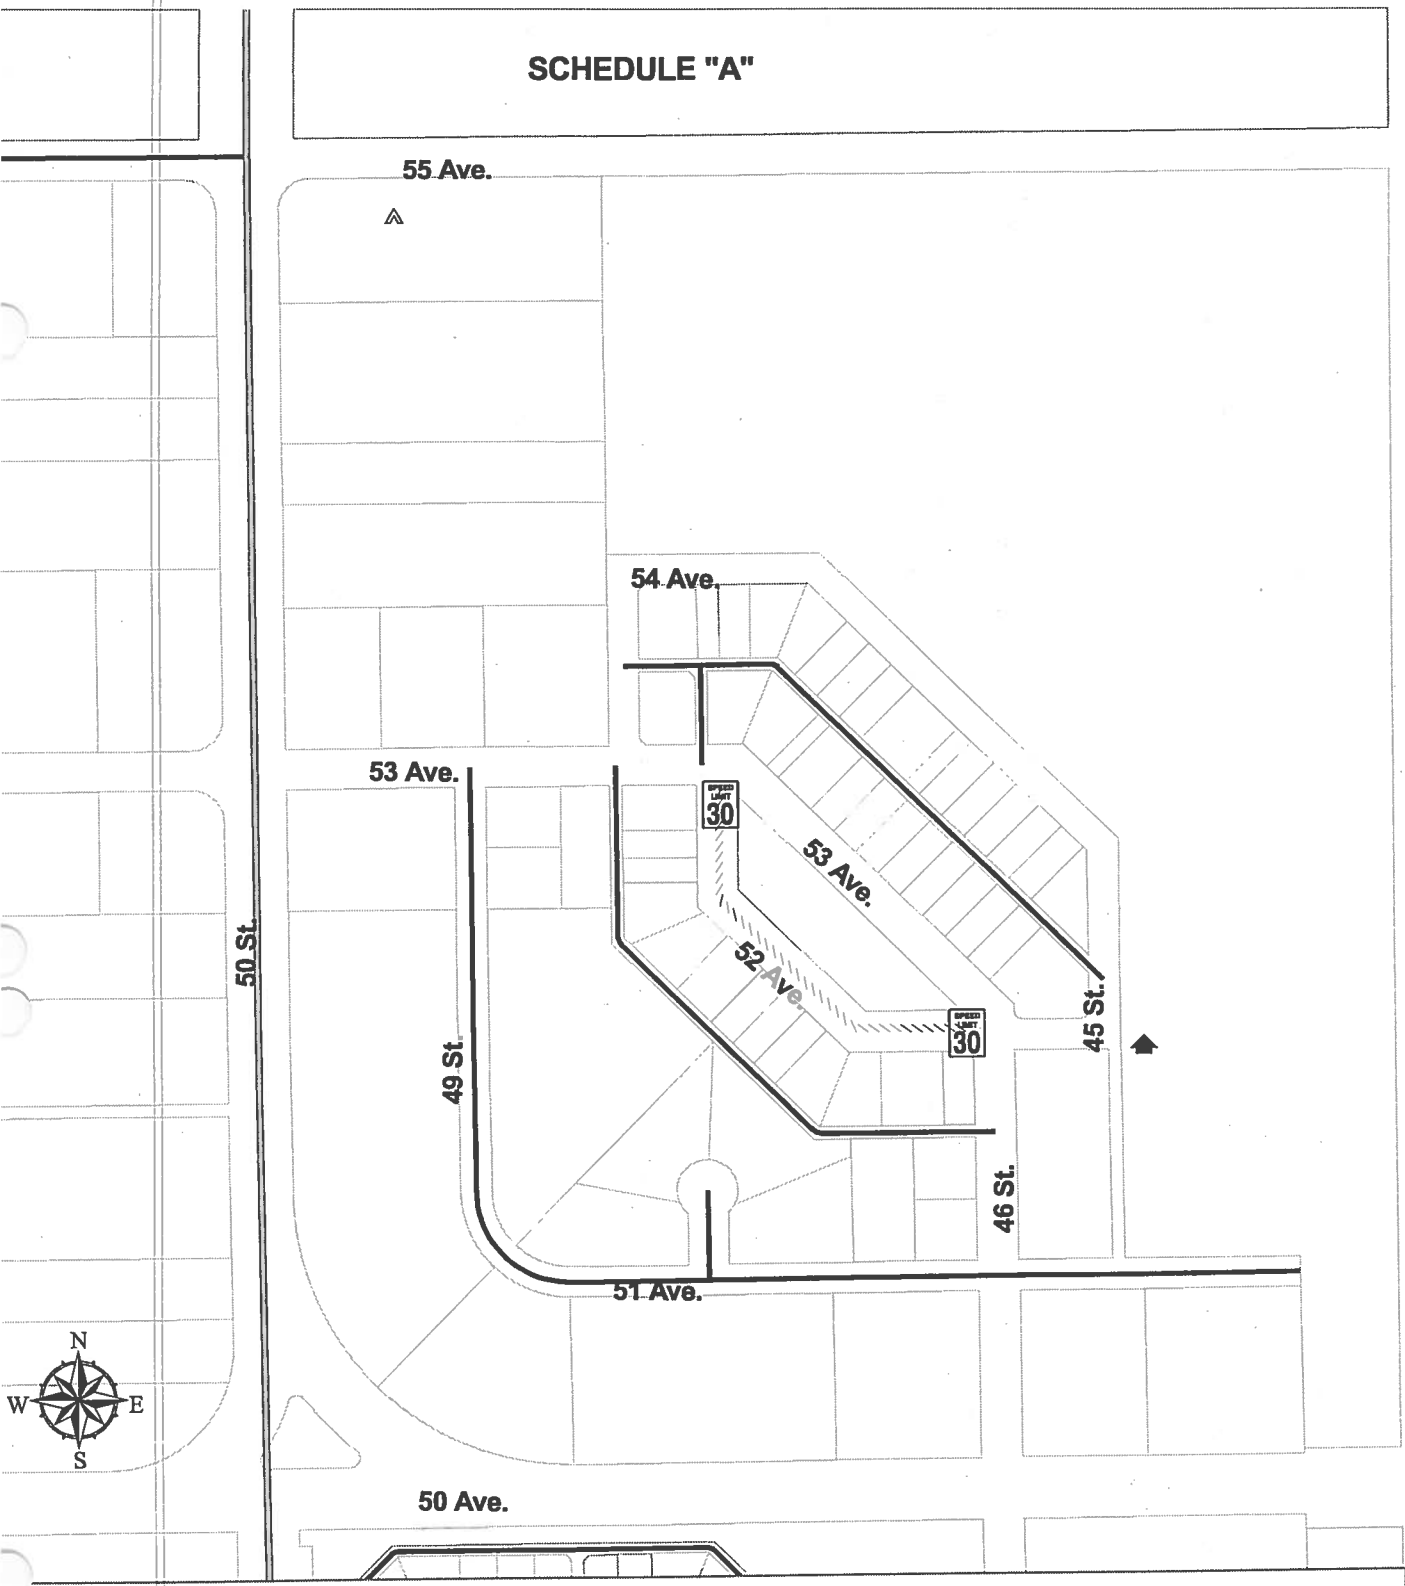 SCHEDULE "A"
55 Ave.
54 Ave.
53 Ave.
SPEED
LIMIT
30
53 Ave.
50 St.
52 Ave.
SPEED
LIMIT
30
45 St.
49 St.
46 St.
51 Ave.
N
W E
S
50 Ave.